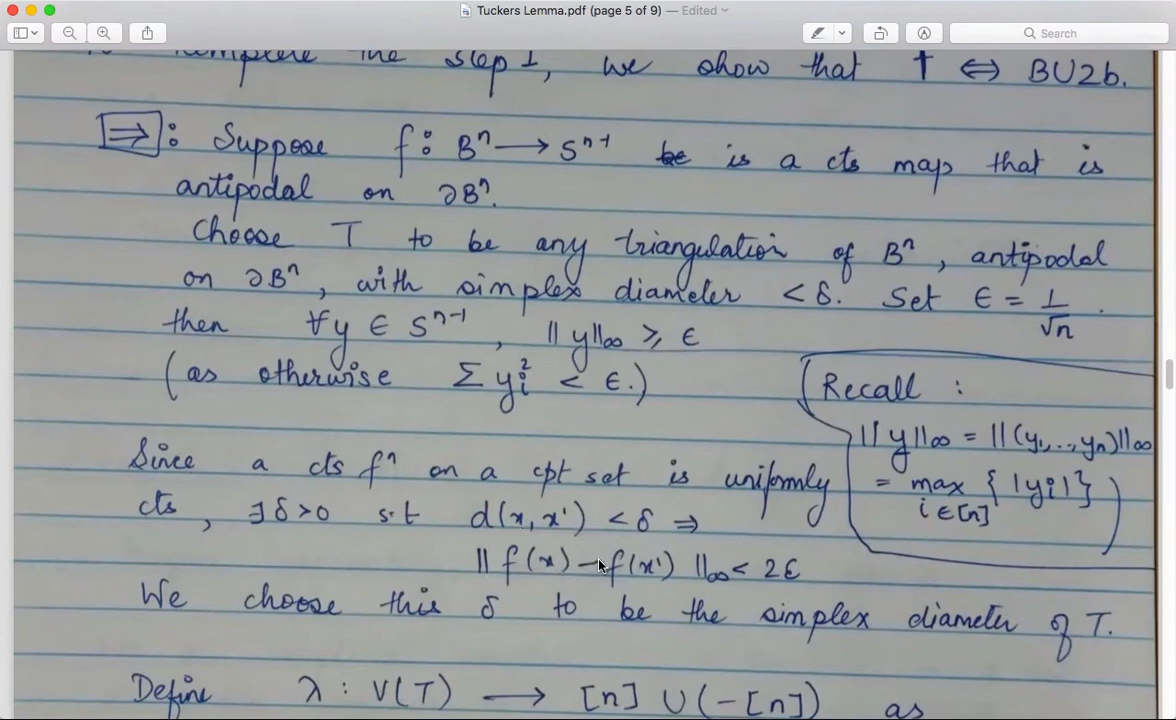 Tuckers Lemma.pdf (page 5 of 9) — Edited
Search
the step 1, we show that T ⟺ BU2b.
⟹ : Suppose f : Bⁿ ⟶ Sⁿ⁻¹ is a cts map that is
antipodal on ∂Bⁿ.
Choose T to be any triangulation of Bⁿ, antipodal
on ∂Bⁿ, with simplex diameter < δ. Set ϵ = 1/√n.
then ∀y ∈ Sⁿ⁻¹, ||y||∞ ⩾ ϵ
(as otherwise Σ yᵢ² < ϵ.)
Recall :
||y||∞ = ||(y₁,..,yₙ)||∞
= max {|yᵢ|}
i∈[n]
Since a cts fⁿ on a cpt set is uniformly
cts, ∃δ>0 s.t d(x,x') < δ ⟹
||f(x) - f(x')||∞ < 2ϵ
We choose this δ to be the simplex diameter of T.
Define λ : V(T) ⟶ [n] ∪ (-[n]) as